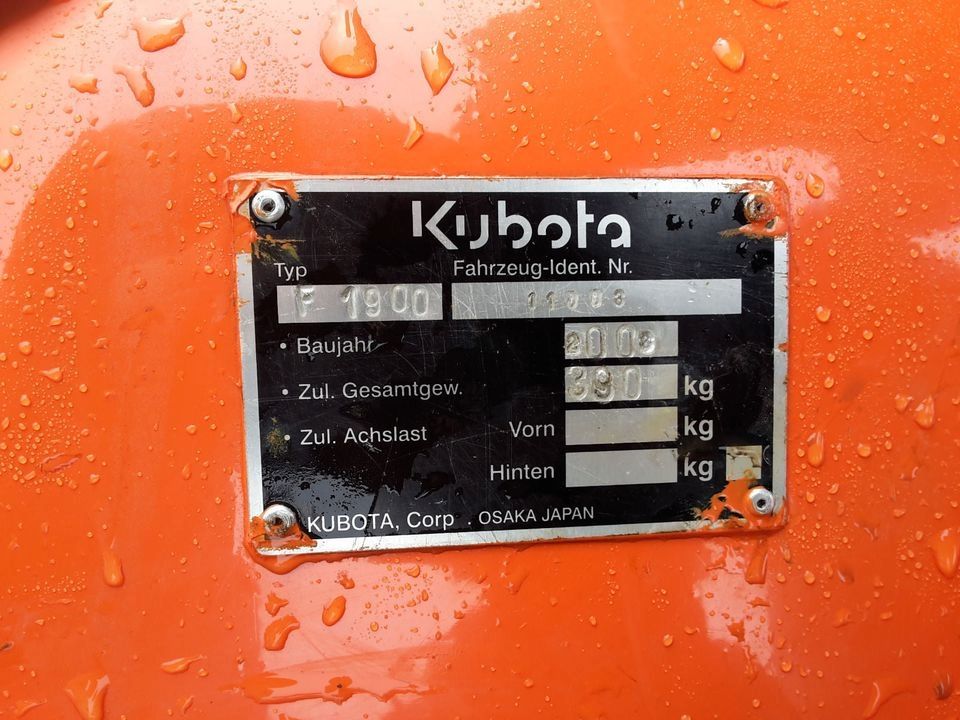 Kubota
Typ Fahrzeug-Ident. Nr.
F 1900
• Baujahr
• Zul. Gesamtgew. 390 kg
• Zul. Achslast Vorn kg
Hinten kg
KUBOTA, Corp . OSAKA JAPAN